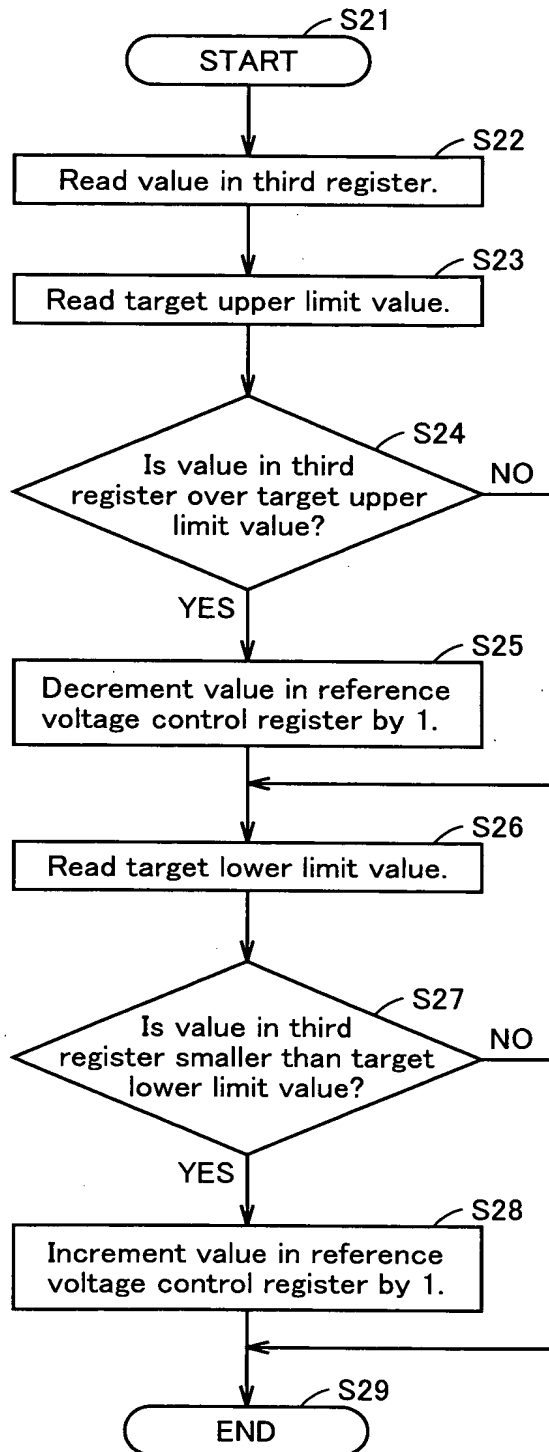 S21
START
S22
Read value in third register.
S23
Read target upper limit value.
S24
Is value in third
register over target upper
limit value?
NO
YES
S25
Decrement value in reference
voltage control register by 1.
S26
Read target lower limit value.
S27
Is value in third
register smaller than target
lower limit value?
NO
YES
S28
Increment value in reference
voltage control register by 1.
S29
END